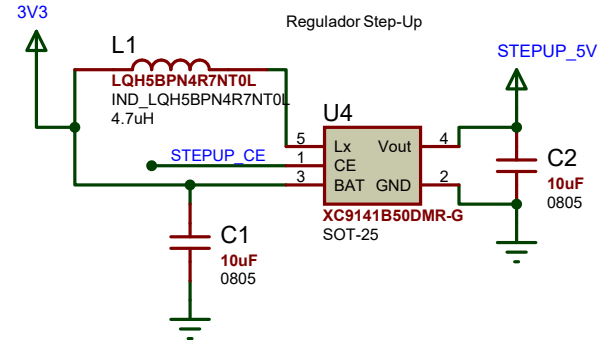 3V3
Regulador Step-Up
L1
LQH5BPN4R7NT0L
IND_LQH5BPN4R7NT0L
4.7uH
STEPUP_5V
U4
5 Lx Vout 4
STEPUP_CE 1 CE
3 BAT GND 2
XC9141B50DMR-G
SOT-25
C2
10uF
0805
C1
10uF
0805